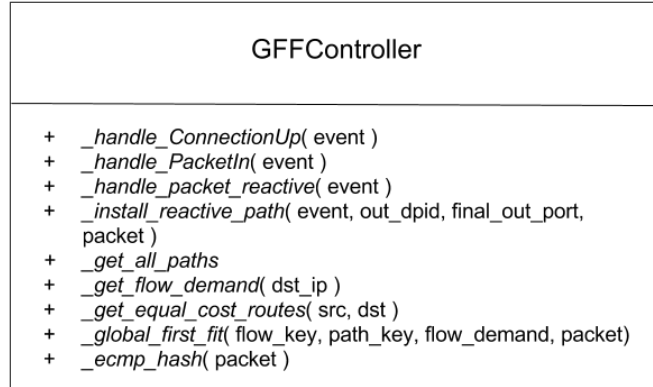 GFFController
+ _handle_ConnectionUp( event )
+ _handle_PacketIn( event )
+ _handle_packet_reactive( event )
+ _install_reactive_path( event, out_dpid, final_out_port,
packet )
+ _get_all_paths
+ _get_flow_demand( dst_ip )
+ _get_equal_cost_routes( src, dst )
+ _global_first_fit( flow_key, path_key, flow_demand, packet)
+ _ecmp_hash( packet )